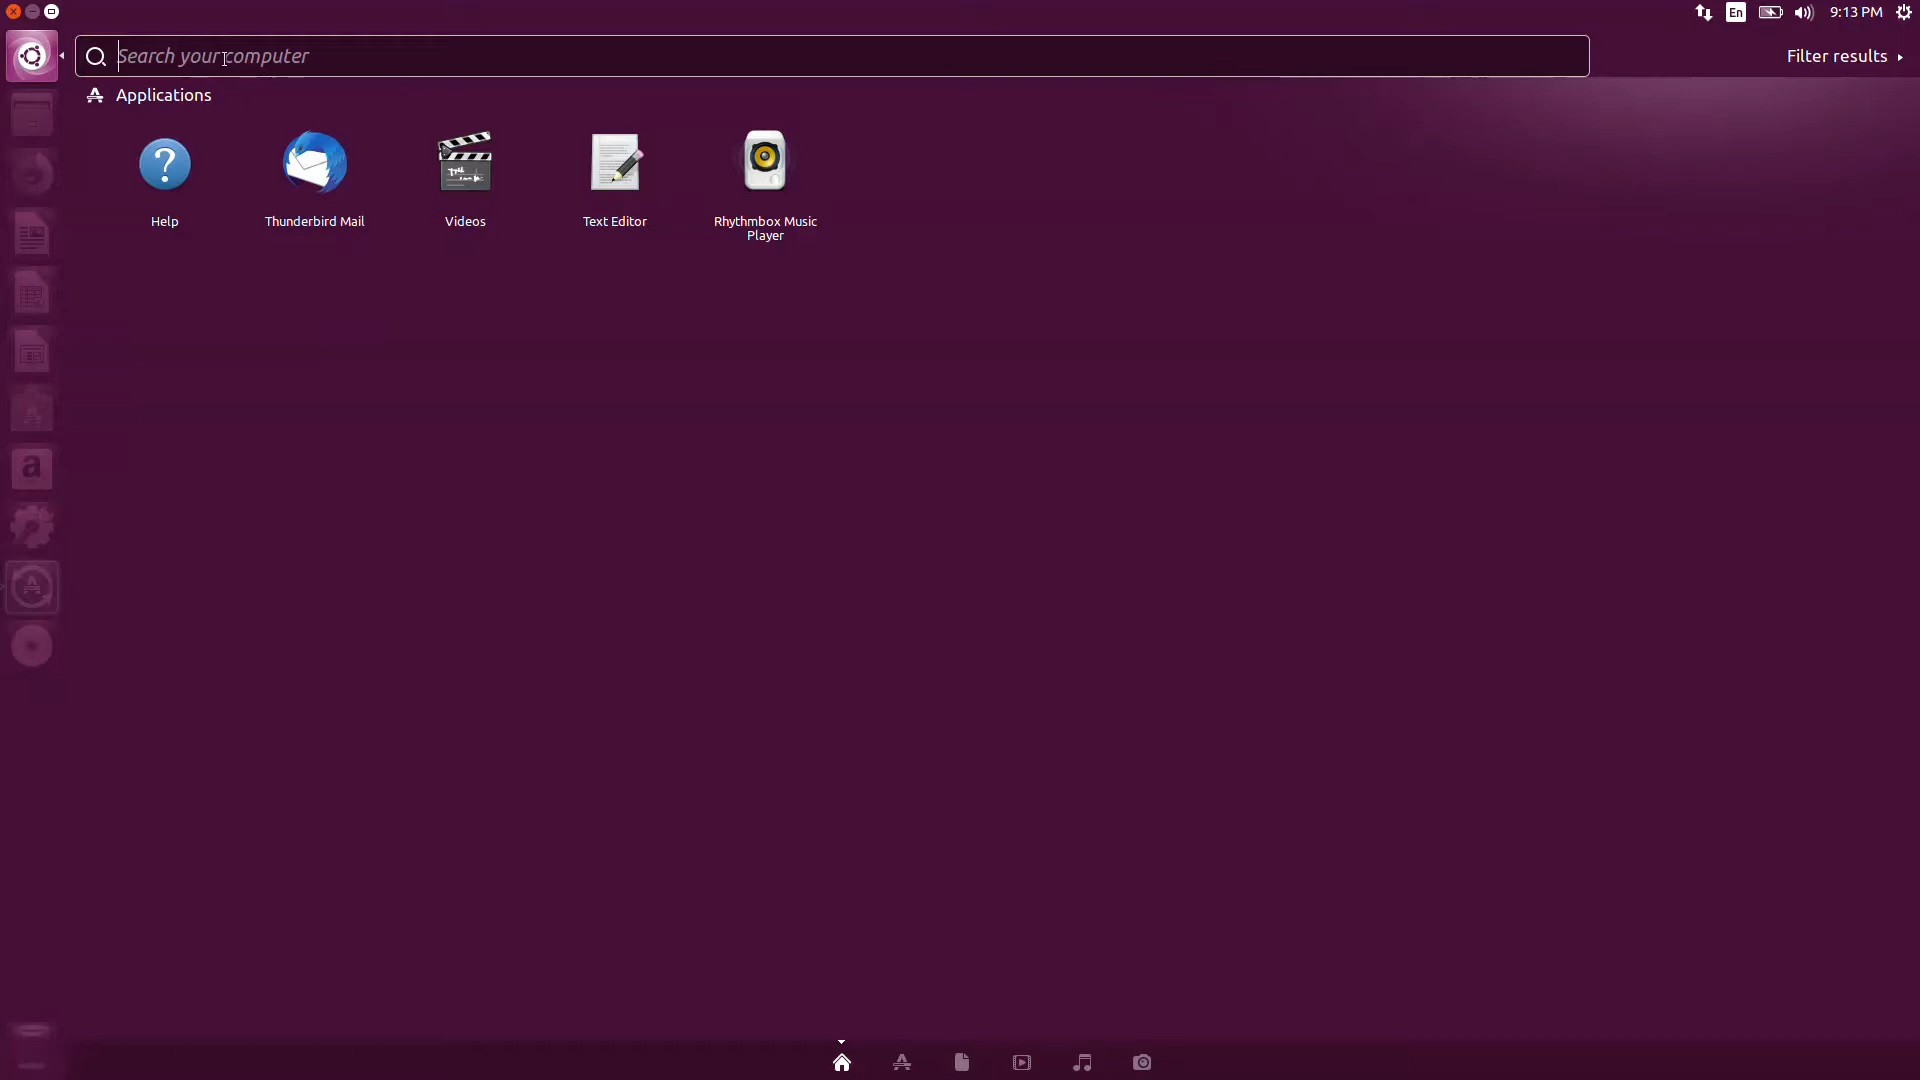 En
9:13 PM
Search your computer
Filter results
Applications
Help
Thunderbird Mail
Videos
Text Editor
Rhythmbox Music
Player